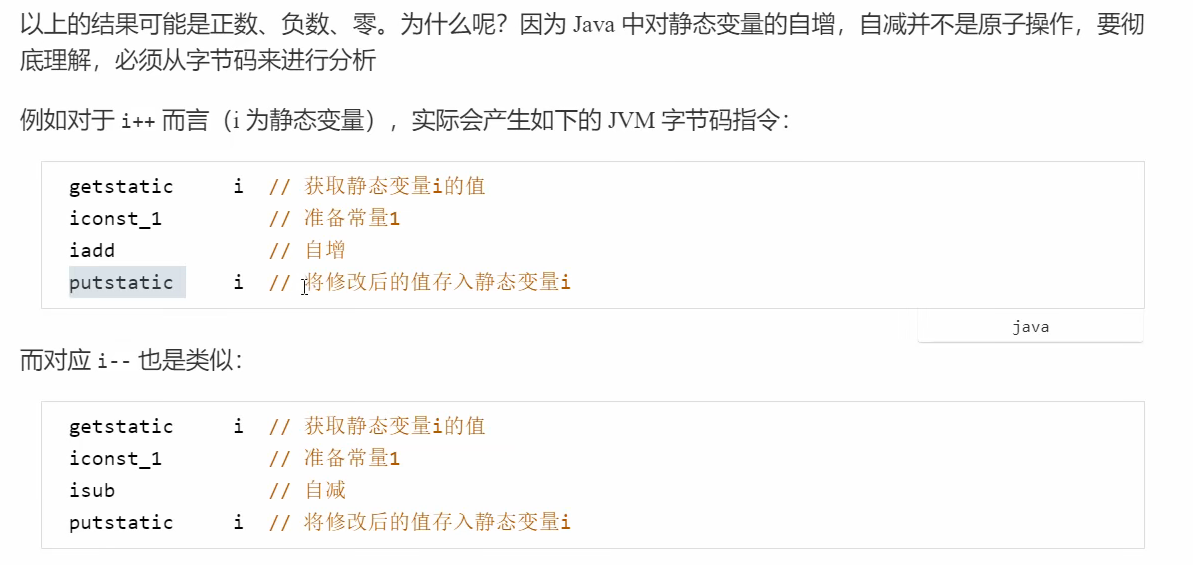 以上的结果可能是正数、负数、零。为什么呢？因为 Java 中对静态变量的自增，自减并不是原子操作，要彻
底理解，必须从字节码来进行分析
例如对于 i++ 而言（i 为静态变量），实际会产生如下的 JVM 字节码指令：
getstatic i // 获取静态变量i的值
iconst_1 // 准备常量1
iadd // 自增
putstatic i // 将修改后的值存入静态变量i
java
而对应 i-- 也是类似：
getstatic i // 获取静态变量i的值
iconst_1 // 准备常量1
isub // 自减
putstatic i // 将修改后的值存入静态变量i